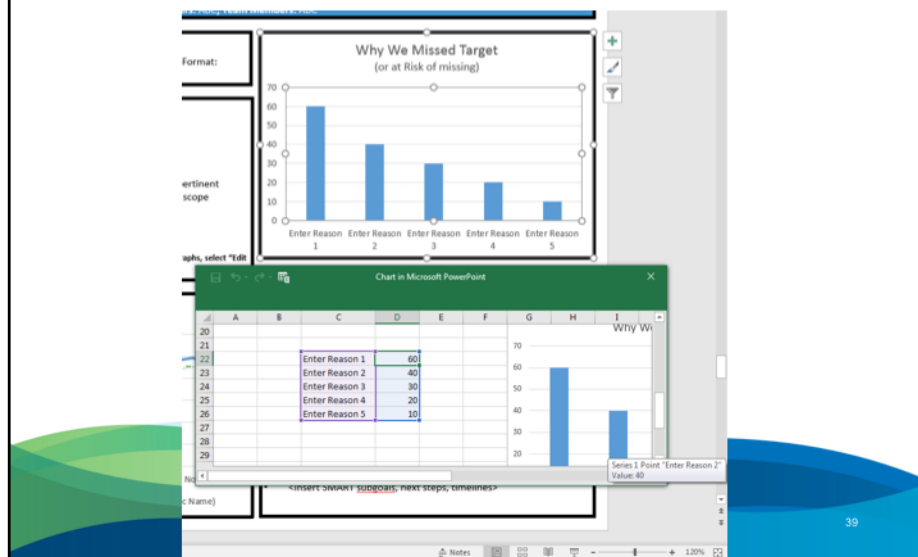 Team Members: ABC
Format:
Why We Missed Target
(or at Risk of missing)
70
60
50
40
30
20
10
0
Enter Reason Enter Reason Enter Reason Enter Reason Enter Reason
1 2 3 4 5
ertinent
scope
aphs, select "Edit
Chart in Microsoft PowerPoint
A B C D E F G H I
20
21
22 Enter Reason 1 60
23 Enter Reason 2 40
24 Enter Reason 3 30
25 Enter Reason 4 20
26 Enter Reason 5 10
27
28
29
Why We
70
60
50
40
30
20
Series 1 Point "Enter Reason 2"
Value: 40
No
c Name)
<Insert SMART subgoals, next steps, timelines>
39
Notes
120%